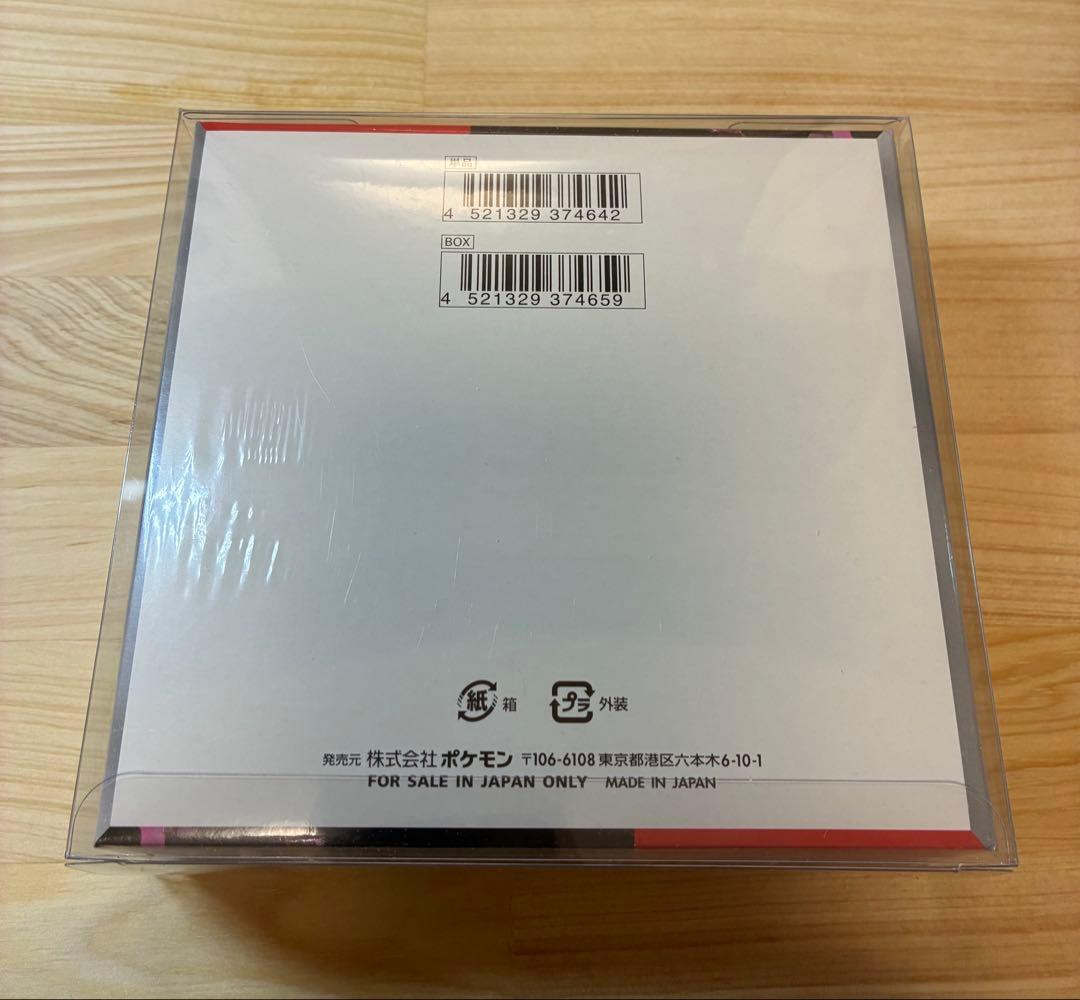 単品
4 521329 374642
BOX
4 521329 374659
紙 箱 プラ 外装
発売元 株式会社 ポケモン 〒106-6108 東京都港区六本木6-10-1
FOR SALE IN JAPAN ONLY MADE IN JAPAN